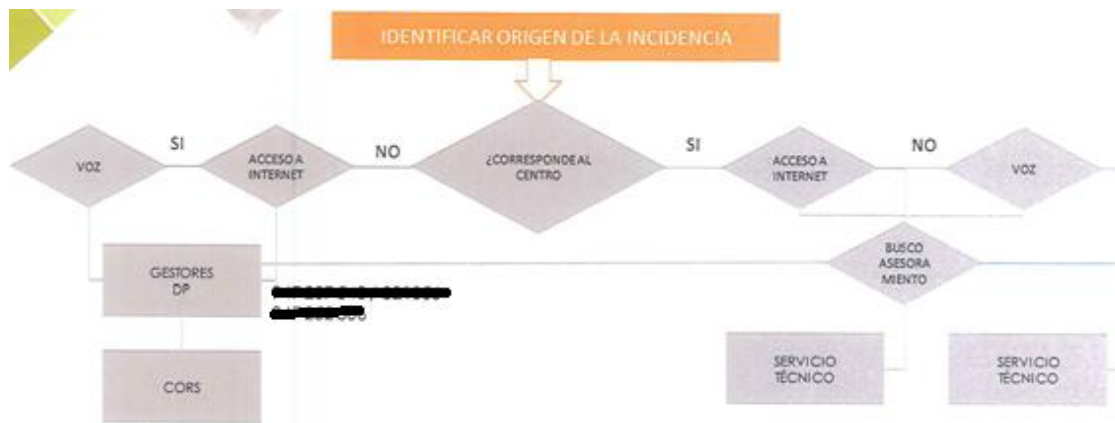 IDENTIFICAR ORIGEN DE LA INCIDENCIA
VOZ
SI
ACCESO A
INTERNET
NO
¿CORRESPONDE AL
CENTRO
SI
ACCESO A
INTERNET
NO
VOZ
GESTORES
DP
BUSCO
ASESORA
MIENTO
CORS
SERVICIO
TÉCNICO
SERVICIO
TÉCNICO